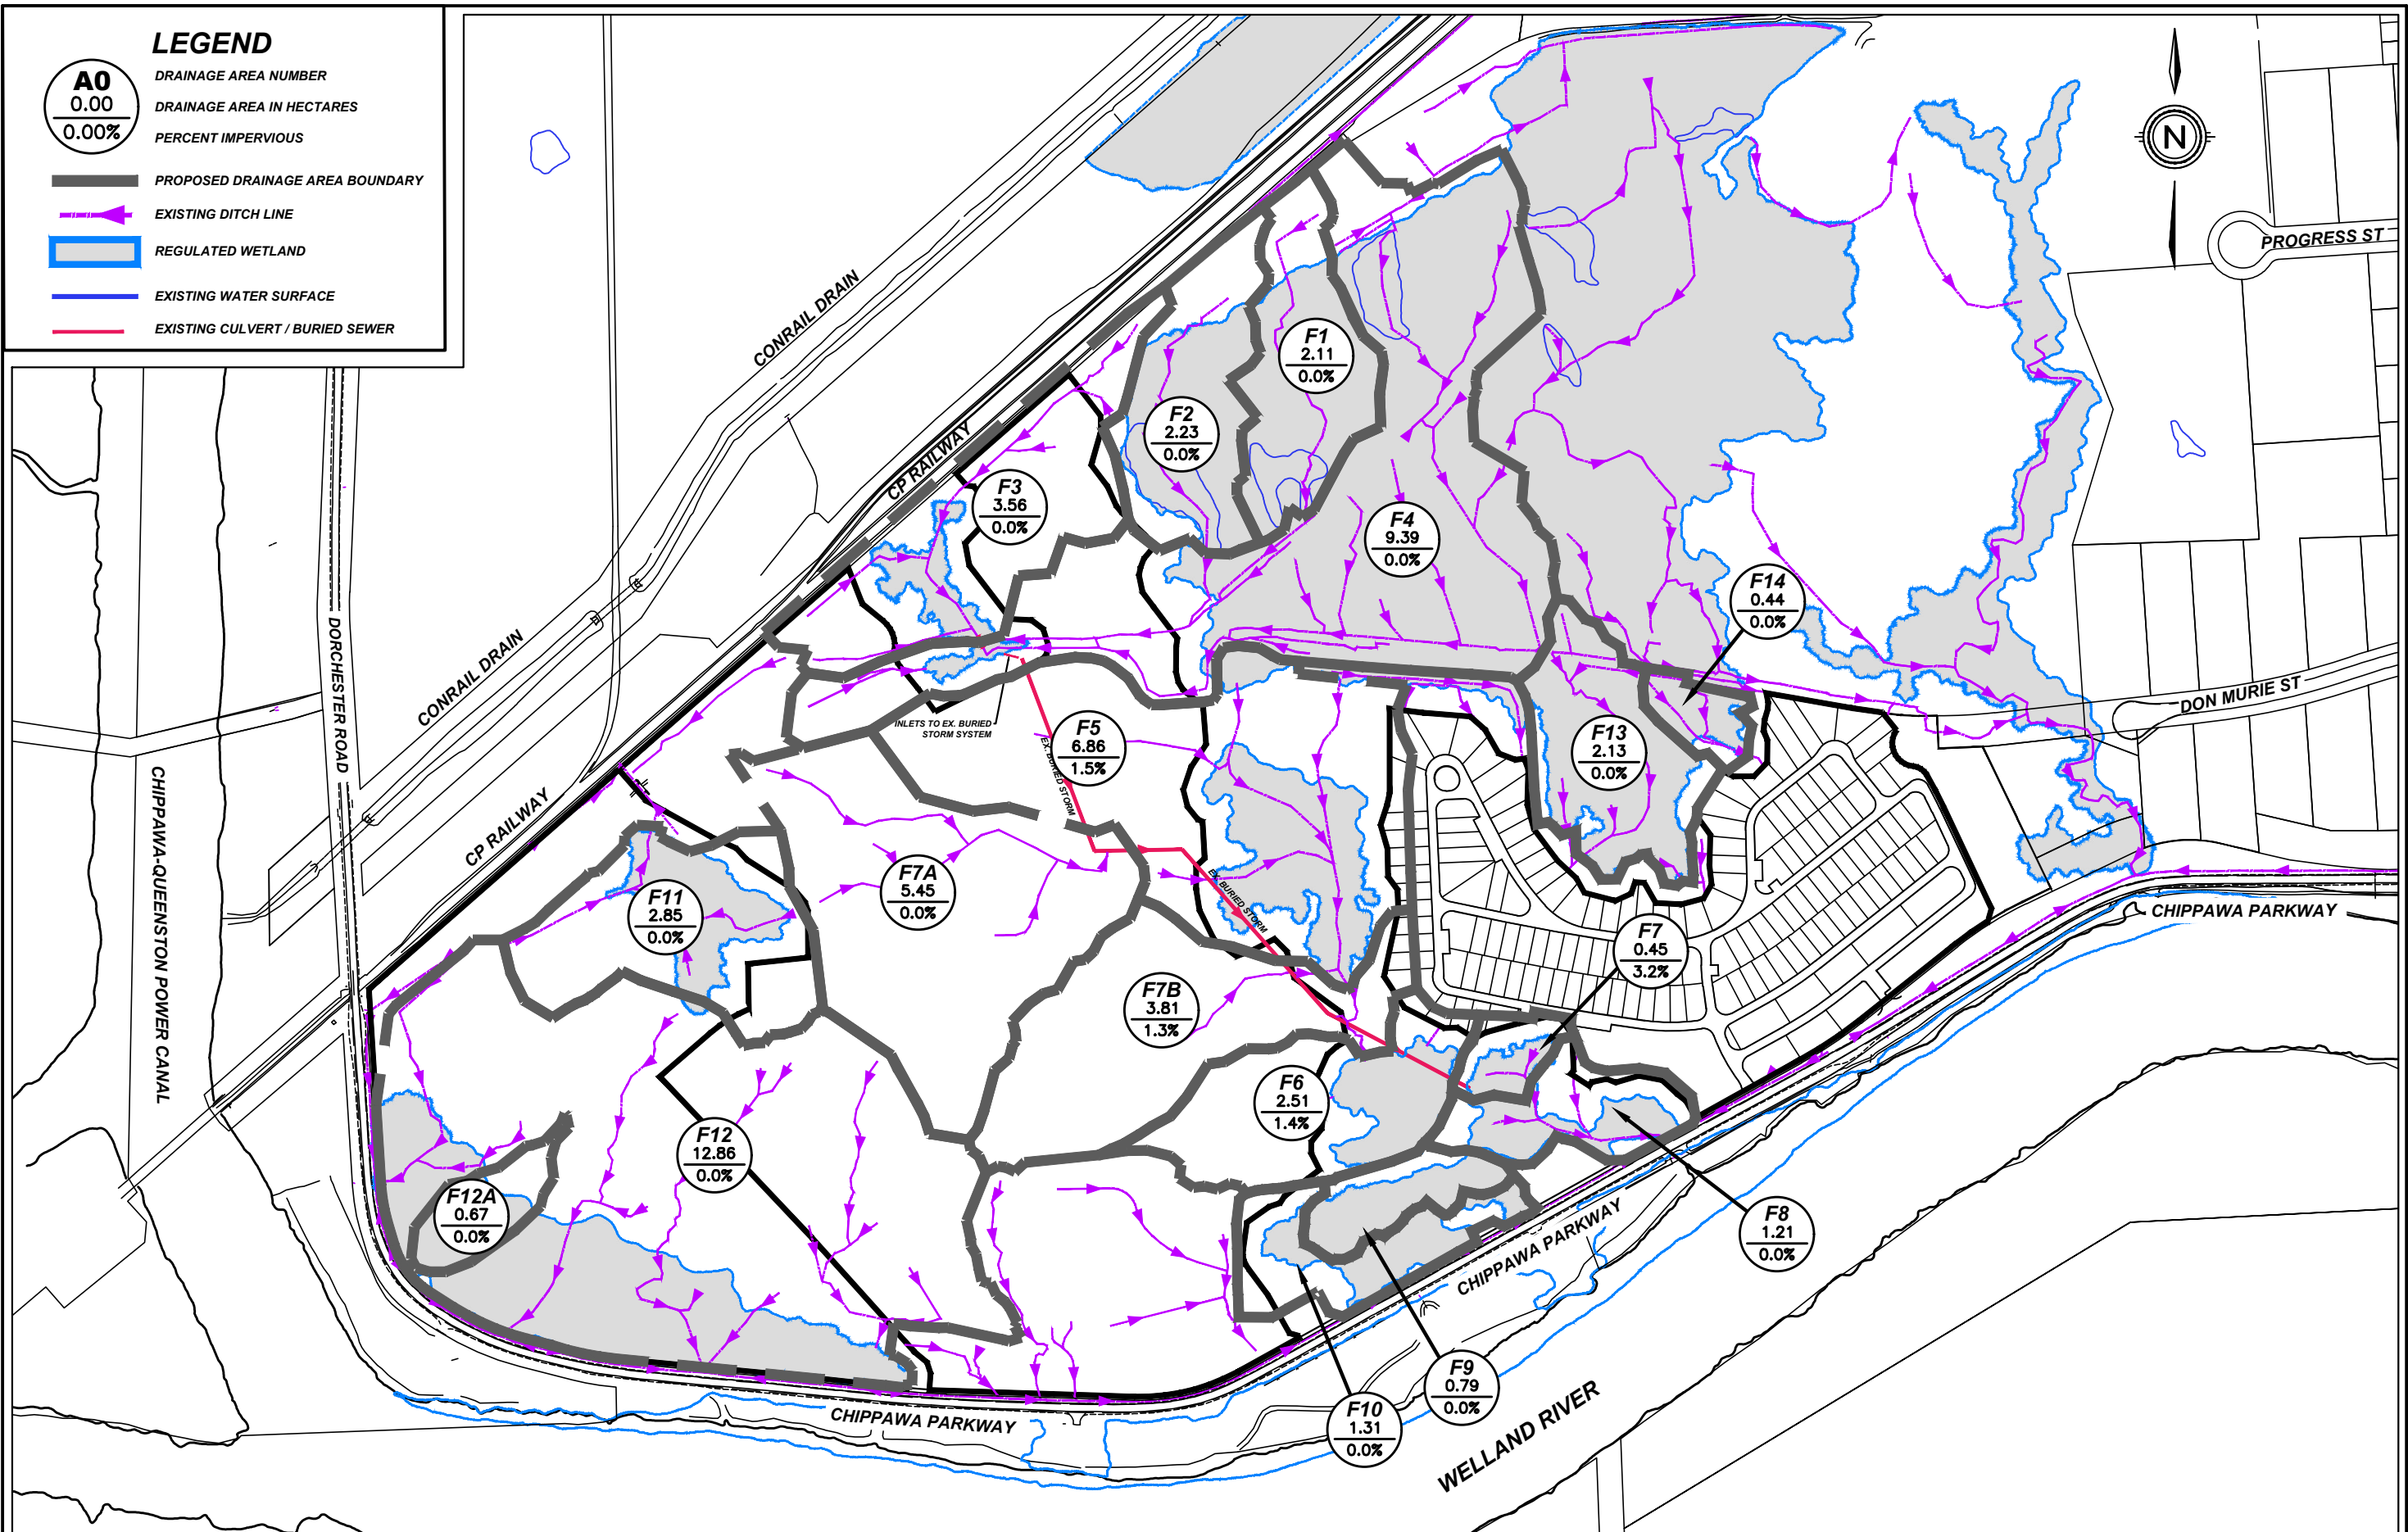 LEGEND
A0
0.00
0.00%
DRAINAGE AREA NUMBER
DRAINAGE AREA IN HECTARES
PERCENT IMPERVIOUS
PROPOSED DRAINAGE AREA BOUNDARY
EXISTING DITCH LINE
REGULATED WETLAND
EXISTING WATER SURFACE
EXISTING CULVERT / BURIED SEWER
N
PROGRESS ST
CONRAIL DRAIN
F1
2.11
0.0%
F2
2.23
0.0%
CP RAILWAY
F3
3.56
0.0%
F4
9.39
0.0%
F14
0.44
0.0%
DORCHESTER ROAD
CONRAIL DRAIN
DON MURIE ST
INLETS TO EX. BURIED
STORM SYSTEM
EX. BURIED STORM
F5
6.86
1.5%
F13
2.13
0.0%
CHIPPAWA-QUEENSTON POWER CANAL
CP RAILWAY
F7A
5.45
0.0%
EX. BURIED STORM
F11
2.85
0.0%
CHIPPAWA PARKWAY
F7
0.45
3.2%
F7B
3.81
1.3%
F6
2.51
1.4%
F12
12.86
0.0%
F12A
0.67
0.0%
F8
1.21
0.0%
CHIPPAWA PARKWAY
F9
0.79
0.0%
F10
1.31
0.0%
CHIPPAWA PARKWAY
WELLAND RIVER